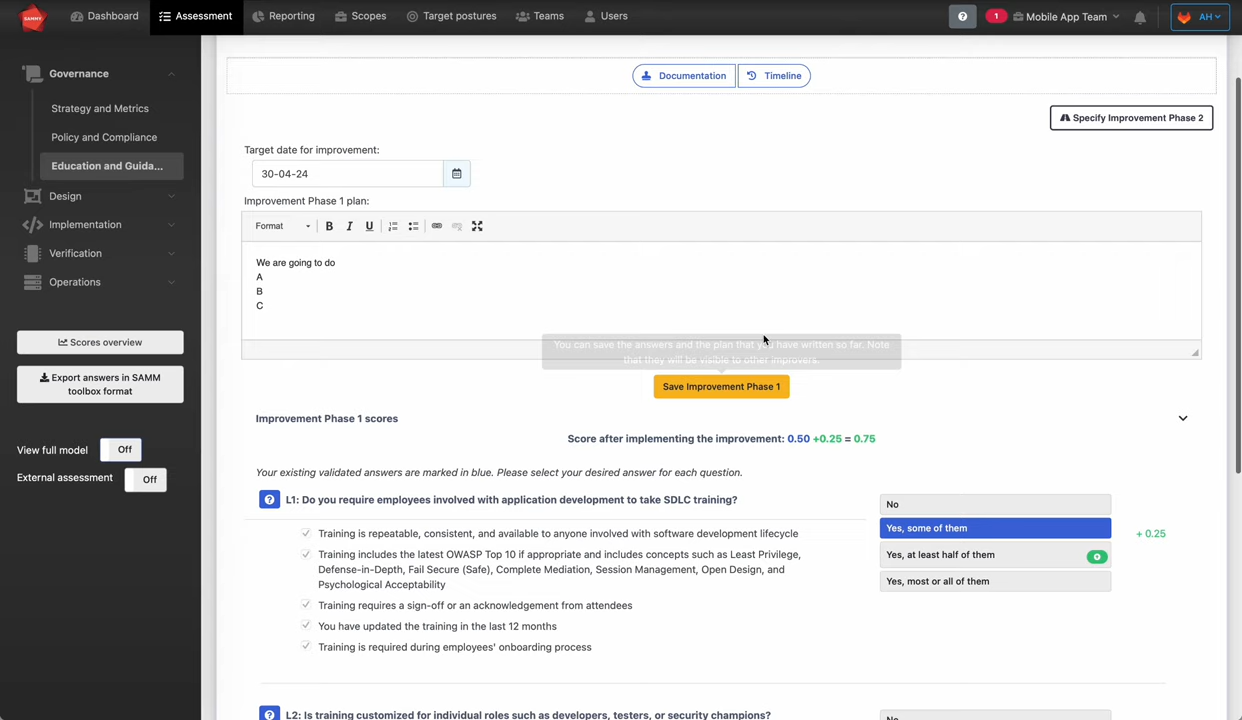 SAMMY
Dashboard
Assessment
Reporting
Scopes
Target postures
Teams
Users
?
1
Mobile App Team
AH
Governance
Strategy and Metrics
Policy and Compliance
Education and Guida...
Design
Implementation
Verification
Operations
Scores overview
Export answers in SAMM
toolbox format
View full model
Off
External assessment
Off
Documentation
Timeline
Specify Improvement Phase 2
Target date for improvement:
30-04-24
Improvement Phase 1 plan:
Format
B
I
U
We are going to do
A
B
C
You can save the answers and the plan that you have written so far. Note
that they will be visible to other improvers.
Save Improvement Phase 1
Improvement Phase 1 scores
Score after implementing the improvement: 0.50 +0.25 = 0.75
Your existing validated answers are marked in blue. Please select your desired answer for each question.
? L1: Do you require employees involved with application development to take SDLC training?
No
Yes, some of them
+ 0.25
Yes, at least half of them
Yes, most or all of them
Training is repeatable, consistent, and available to anyone involved with software development lifecycle
Training includes the latest OWASP Top 10 if appropriate and includes concepts such as Least Privilege,
Defense-in-Depth, Fail Secure (Safe), Complete Mediation, Session Management, Open Design, and
Psychological Acceptability
Training requires a sign-off or an acknowledgement from attendees
You have updated the training in the last 12 months
Training is required during employees' onboarding process
? L2: Is training customized for individual roles such as developers, testers, or security champions?
No